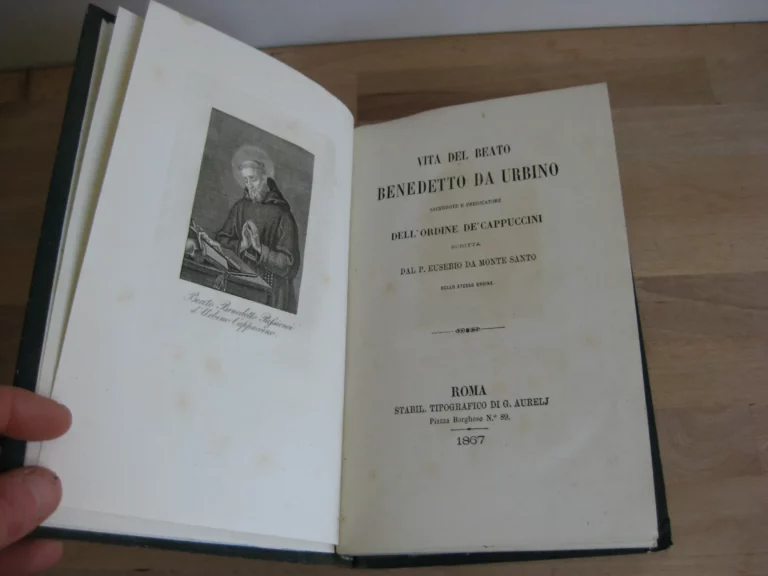 Beato Benedetto Passionei
d'Urbino Cappuccino
VITA DEL BEATO
BENEDETTO DA URBINO
SACERDOTE E PREDICATORE
DELL'ORDINE DE'CAPPUCCINI
SCRITTA
DAL P. EUSEBIO DA MONTE SANTO
DELLO STESSO ORDINE
ROMA
STABIL. TIPOGRAFICO DI G. AURELJ
Piazza Borghese N.° 89.
1867